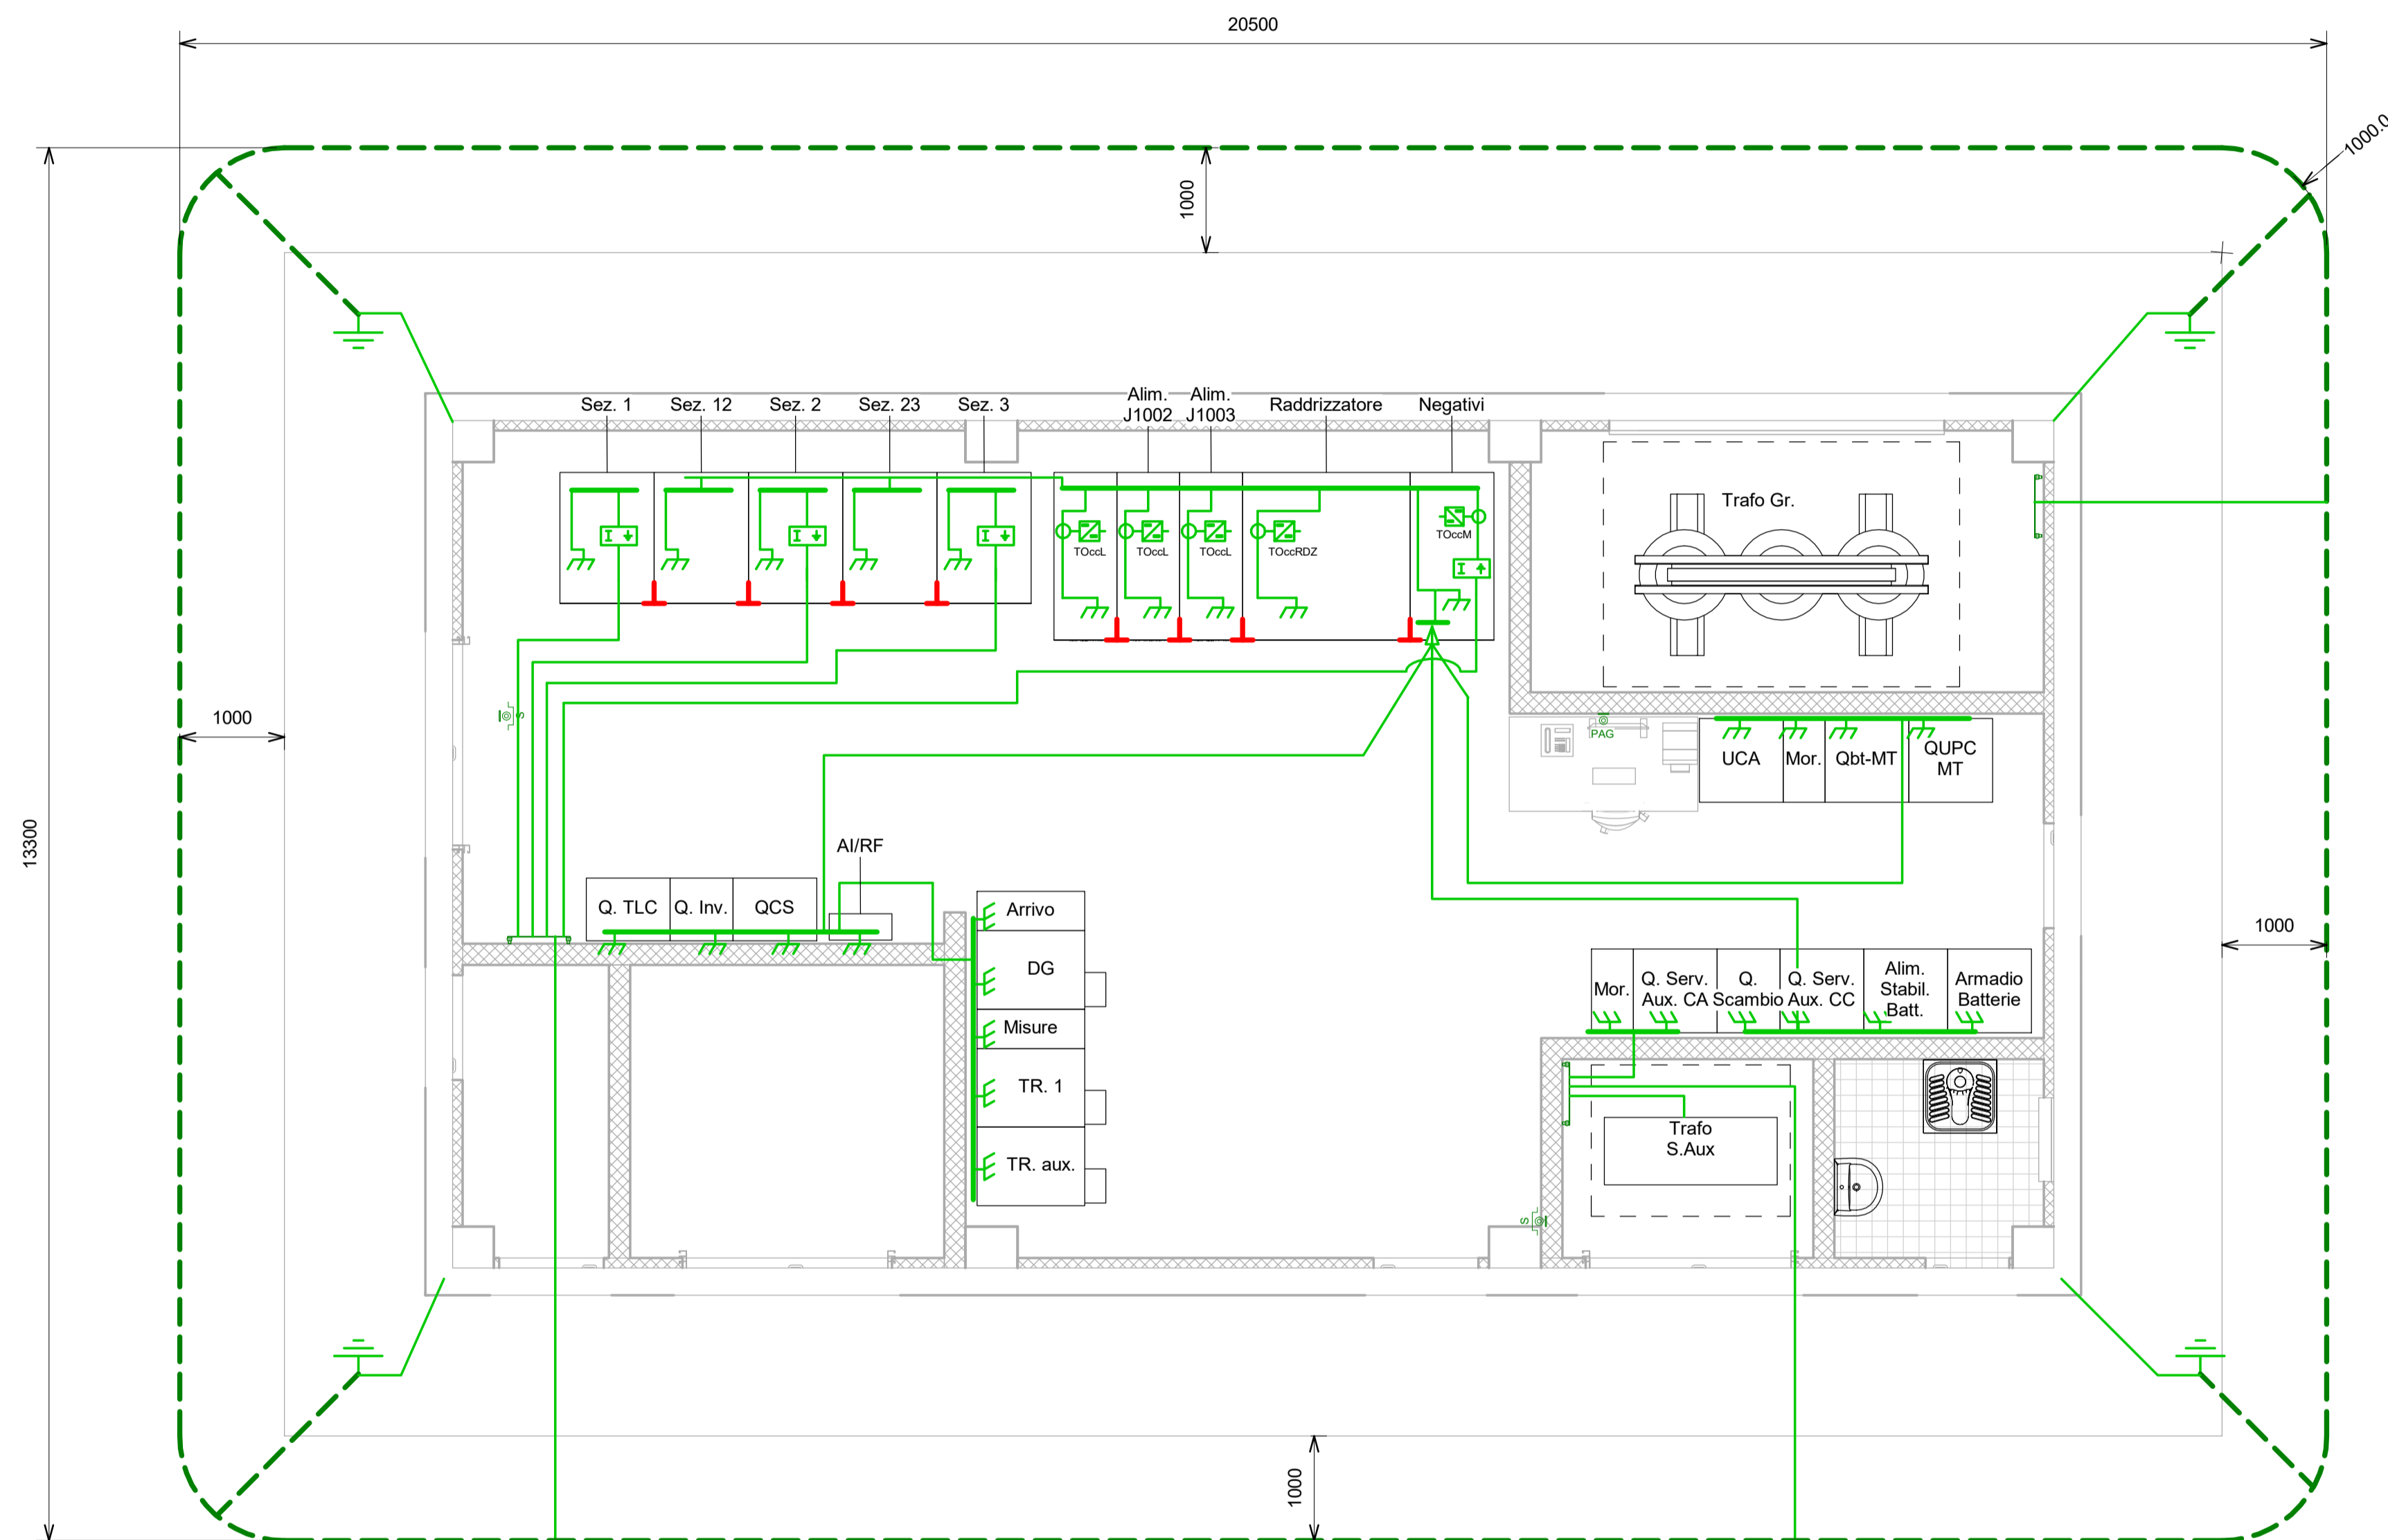 20500
1000.0
1000
Alim. Alim.
Sez. 1 Sez. 12 Sez. 2 Sez. 23 Sez. 3 J1002 J1003 Raddrizzatore Negativi
Trafo Gr.
I I I
TOccL TOccL TOccL TOccRDZ TOccM
I
1000
S
PAG
UCA Mor. Qbt-MT QUPC
MT
13300
AI/RF
Q. TLC Q. Inv. QCS
Arrivo
1000
DG
Mor. Q. Serv. Q. Q. Serv. Alim. Armadio
Aux. CA Scambio Aux. CC Stabil. Batterie
Batt.
Misure
TR. 1
Trafo
S.Aux
TR. aux.
S
1000